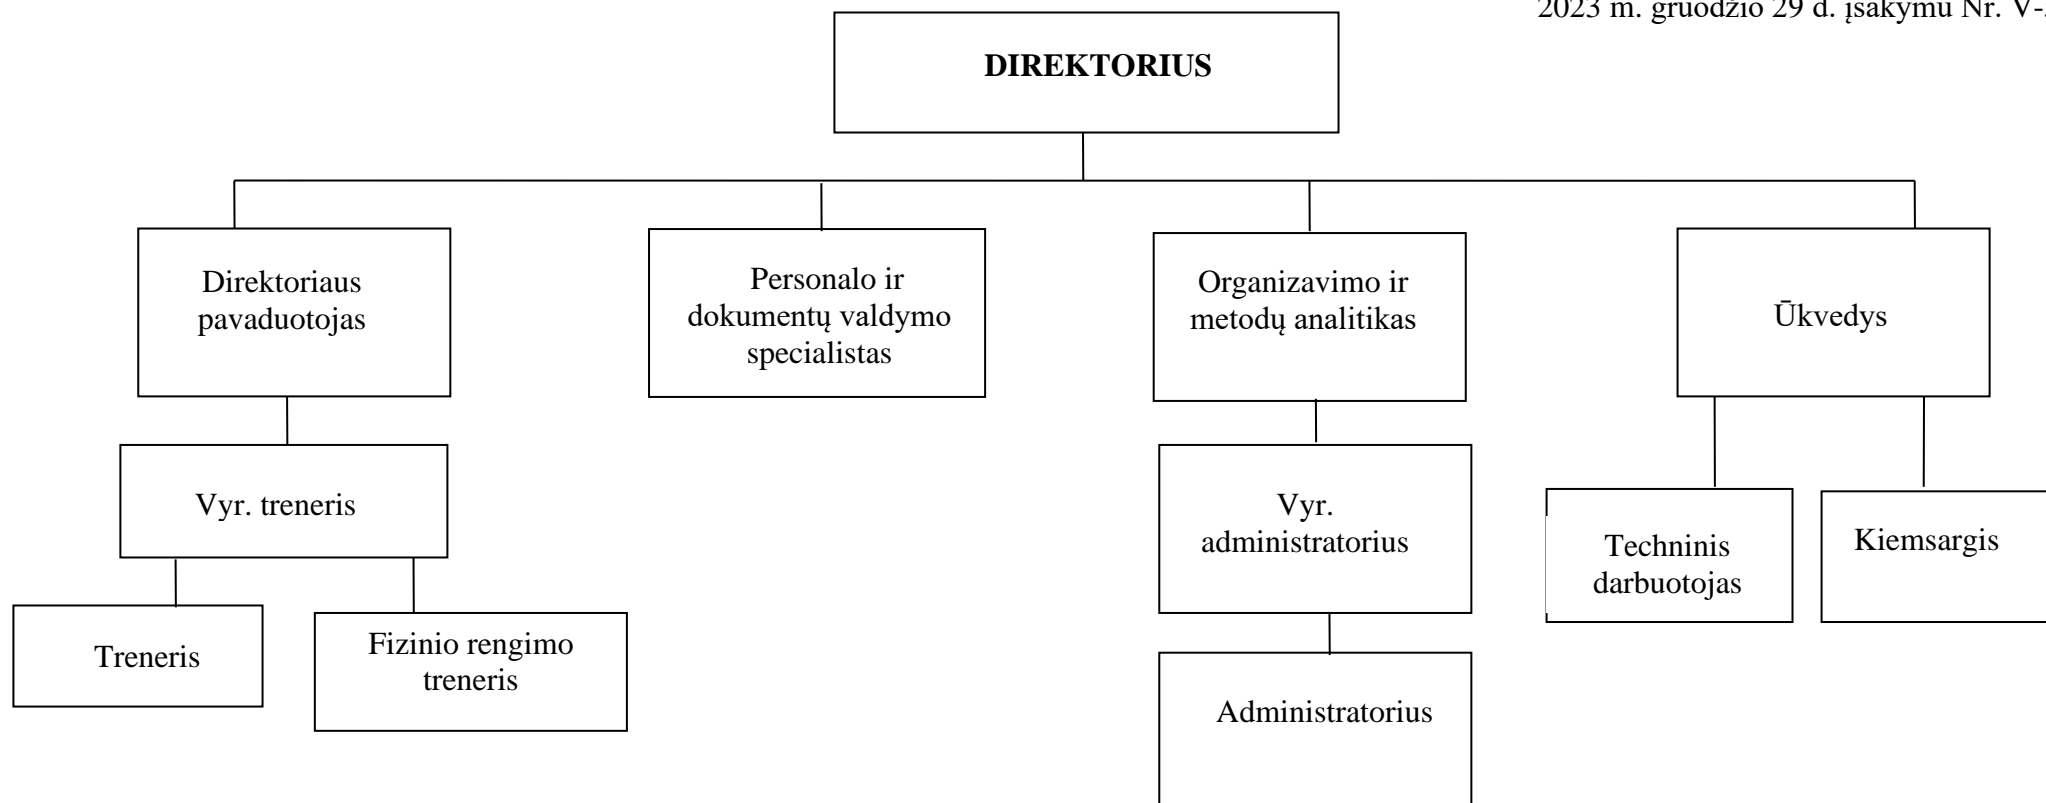 2023 m. gruodžio 29 d. įsakymu Nr. V-
DIREKTORIUS
Direktoriaus
pavaduotojas
Personalo ir
dokumentų valdymo
specialistas
Organizavimo ir
metodų analitikas
Ūkvedys
Vyr. treneris
Vyr.
administratorius
Techninis
darbuotojas
Kiemsargis
Treneris
Fizinio rengimo
treneris
Administratorius